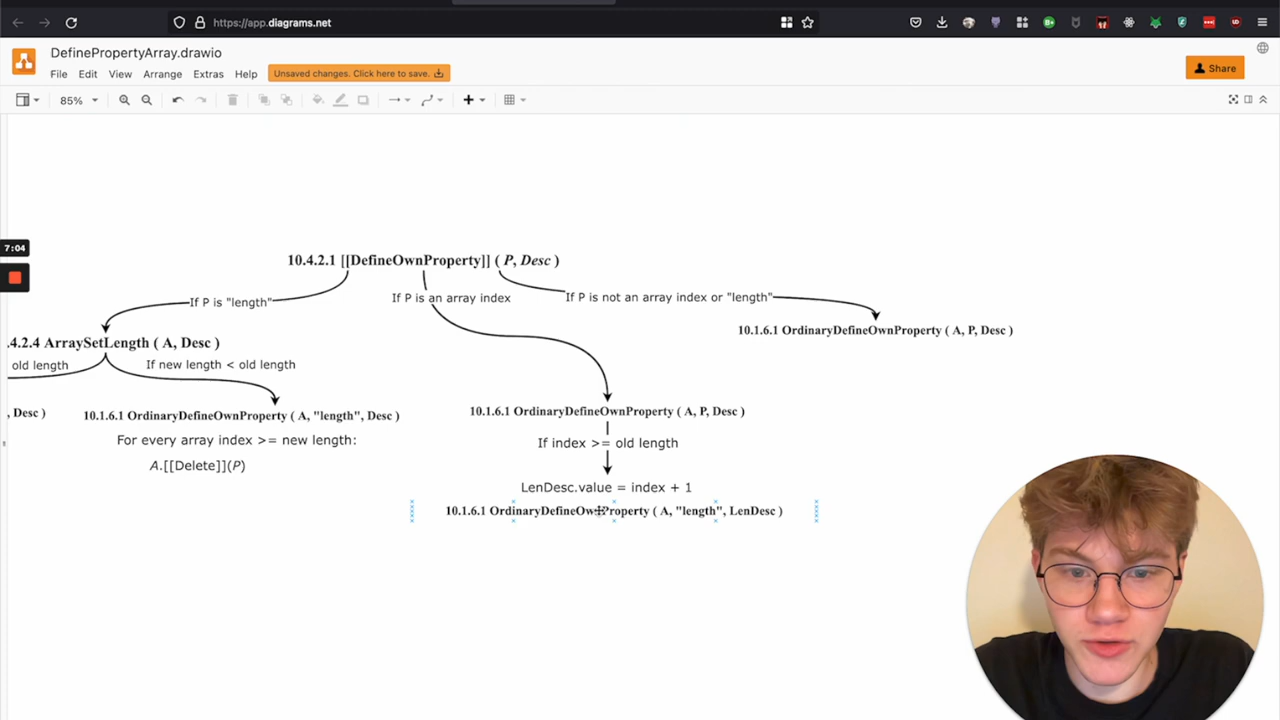 https://app.diagrams.net
DefinePropertyArray.drawio
File Edit View Arrange Extras Help Unsaved changes. Click here to save.
Share
85%
7:04
10.4.2.1 [[DefineOwnProperty]] ( P, Desc )
If P is "length"
If P is an array index
If P is not an array index or "length"
10.1.6.1 OrdinaryDefineOwnProperty ( A, P, Desc )
.4.2.4 ArraySetLength ( A, Desc )
old length
If new length < old length
, Desc )
10.1.6.1 OrdinaryDefineOwnProperty ( A, "length", Desc )
For every array index >= new length:
A.[[Delete]](P)
10.1.6.1 OrdinaryDefineOwnProperty ( A, P, Desc )
If index >= old length
LenDesc.value = index + 1
10.1.6.1 OrdinaryDefineOwnProperty ( A, "length", LenDesc )